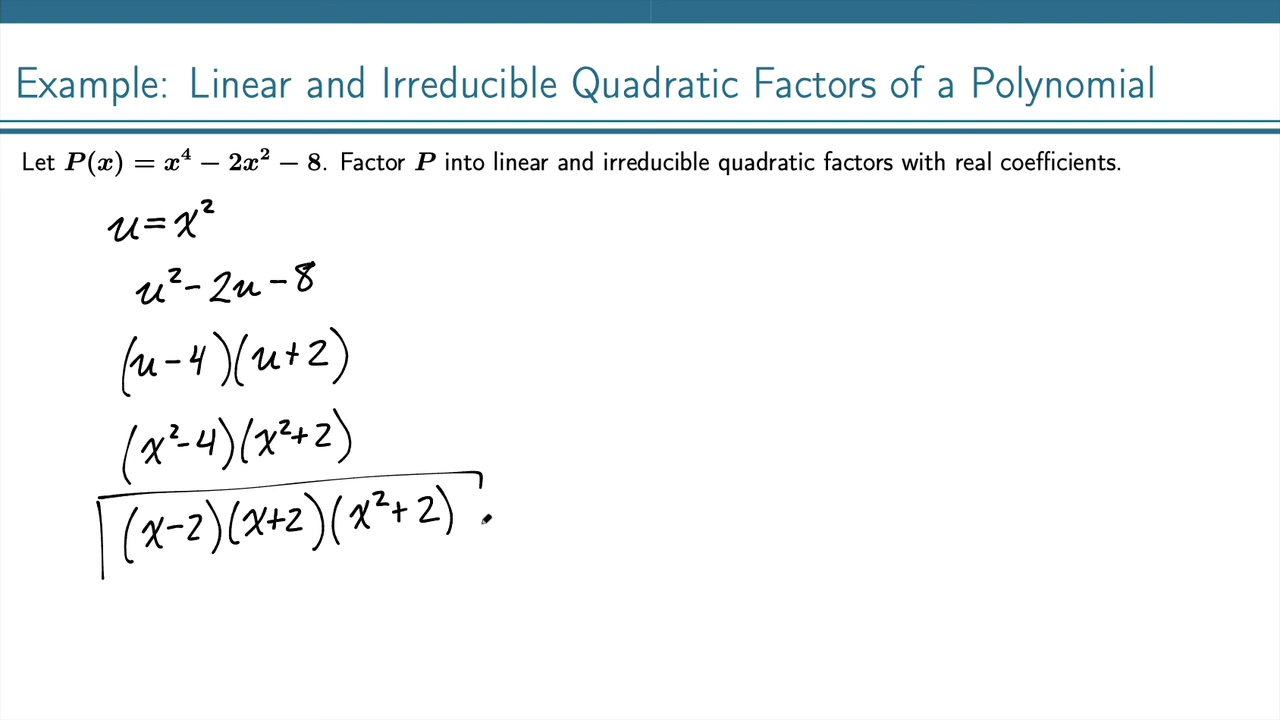 Example: Linear and Irreducible Quadratic Factors of a Polynomial
Let P(x) = x⁴ − 2x² − 8. Factor P into linear and irreducible quadratic factors with real coefficients.
u = x²
u² − 2u − 8
(u − 4)(u + 2)
(x² − 4)(x² + 2)
(x − 2)(x + 2)(x² + 2)